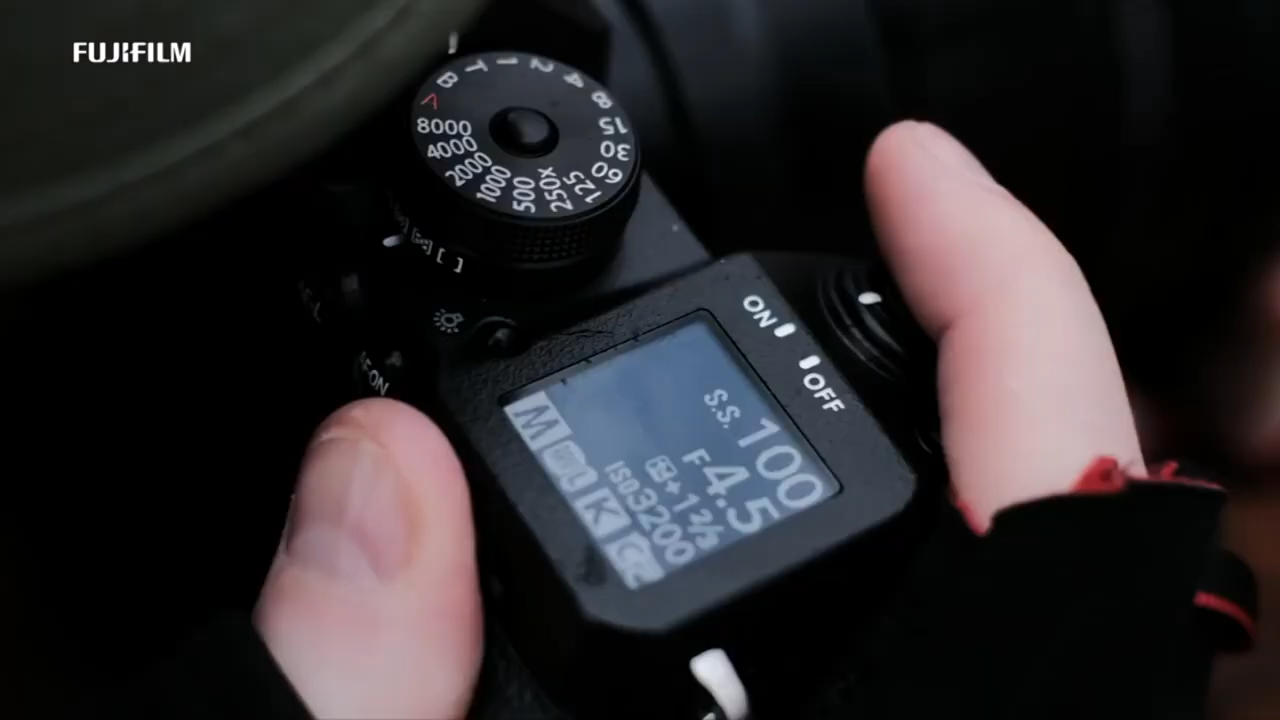 FUJIFILM
A B T 1 2 4 8 15 30 60 125 250x 500 1000 2000 4000 8000
ON
OFF
S.S. 100
F4.5
+1⅔
ISO3200
M
L
K